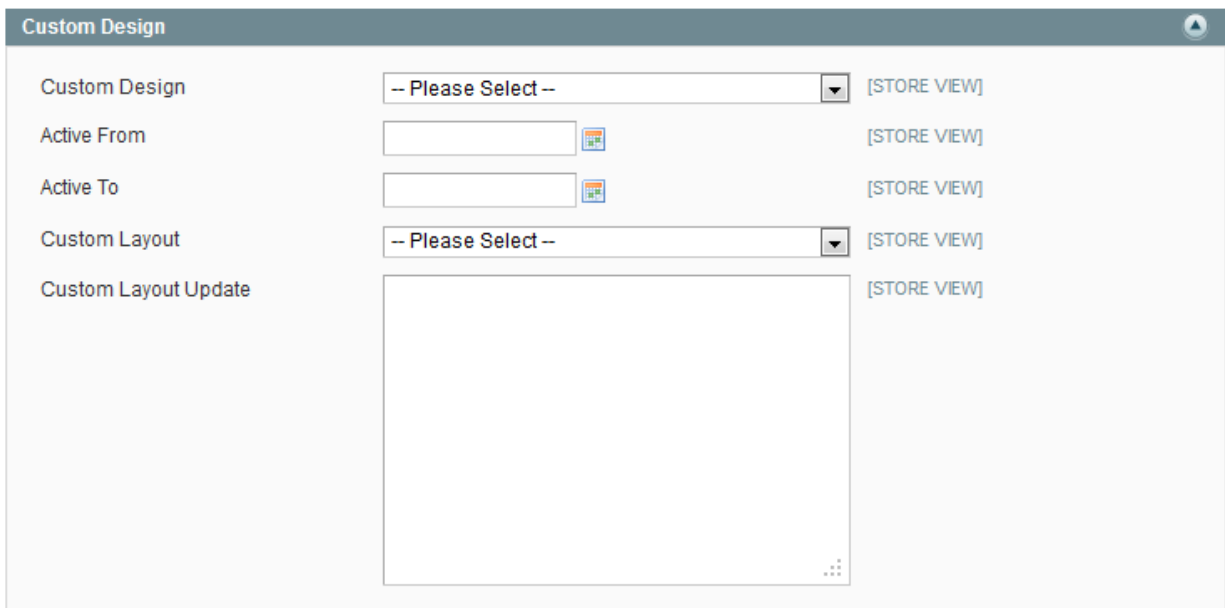 Custom Design
Custom Design -- Please Select -- [STORE VIEW]
Active From [STORE VIEW]
Active To [STORE VIEW]
Custom Layout -- Please Select -- [STORE VIEW]
Custom Layout Update [STORE VIEW]